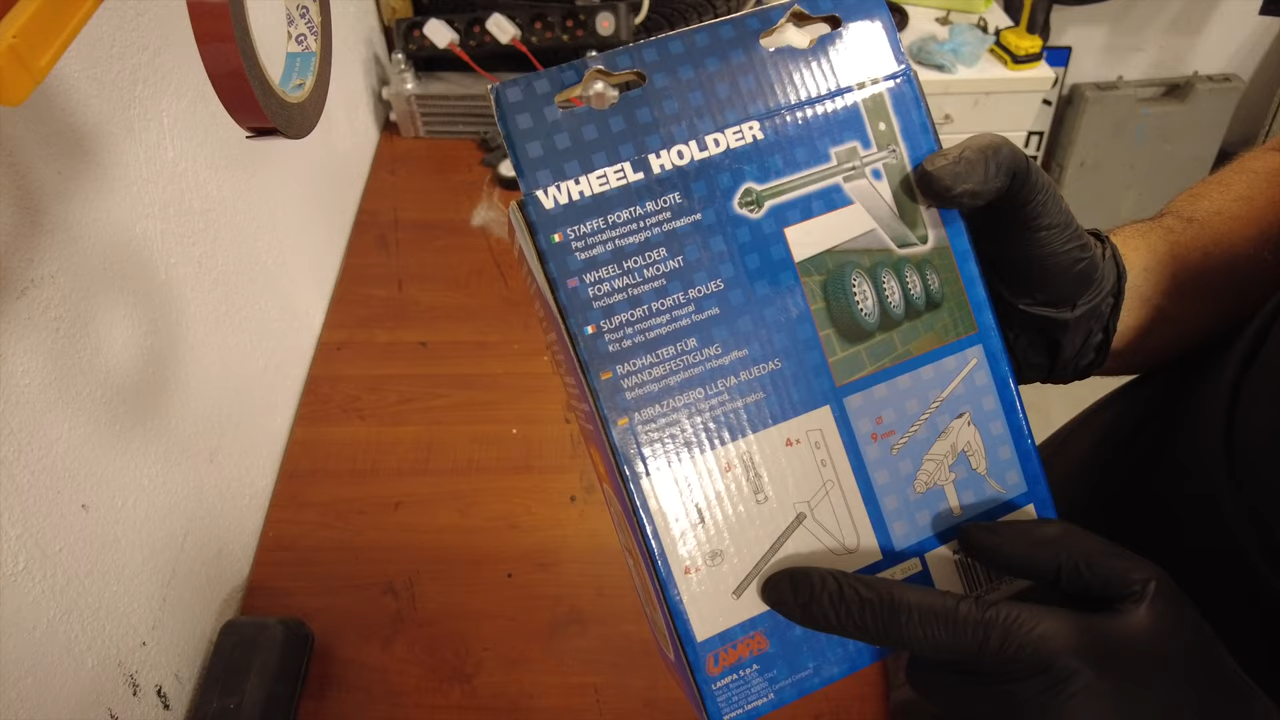 WHEEL HOLDER
STAFFE PORTA-RUOTE
Per installazione a parete
Tasselli di fissaggio in dotazione
WHEEL HOLDER
FOR WALL MOUNT
Includes Fasteners
SUPPORT PORTE-ROUES
Pour le montage mural
Kit de vis tamponnés fournis
RADHALTER FÜR
WANDBEFESTIGUNG
Befestigungsplatten inbegriffen
ABRAZADERO LLEVA-RUEDAS
suministrados.
4x
Ø
9 mm
LAMPA
LAMPA S.p.A.
www.lampa.it